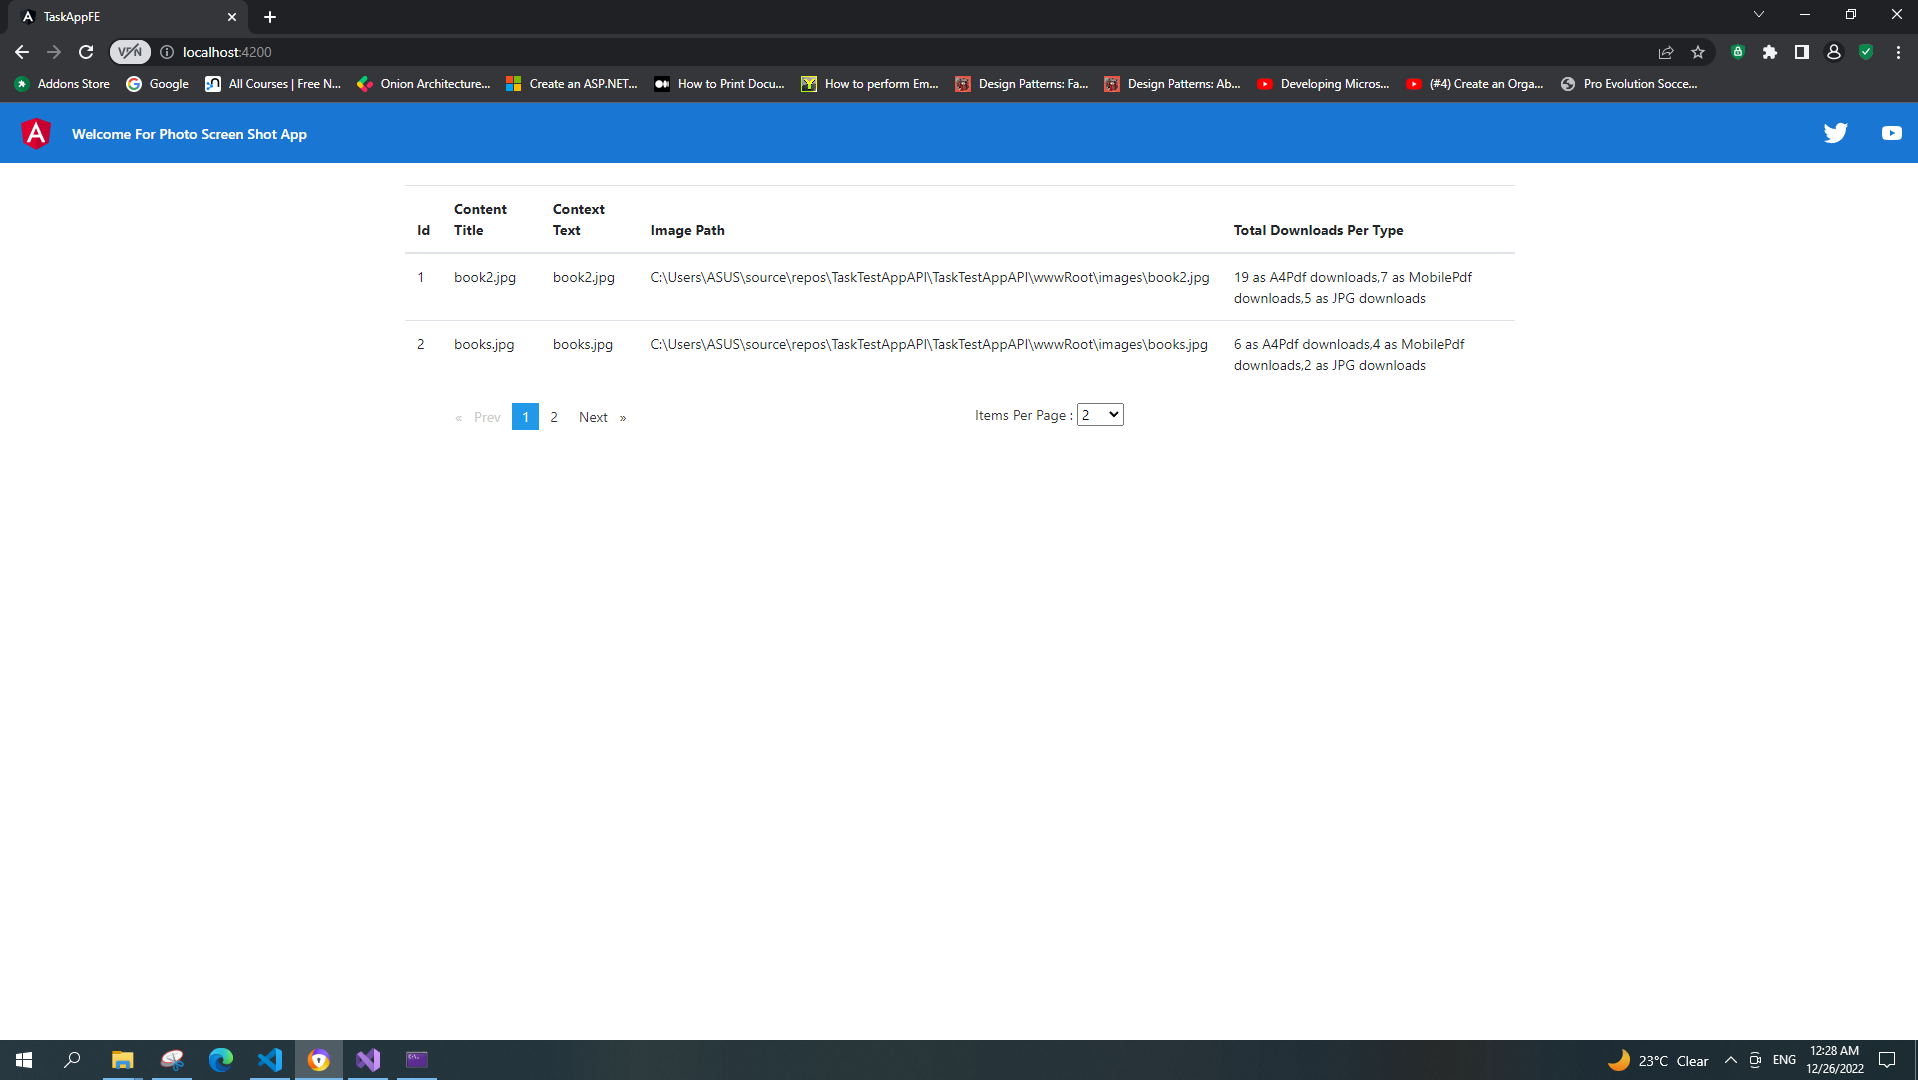 TaskAppFE
VPN
localhost:4200
Addons Store
Google
All Courses | Free N...
Onion Architecture...
Create an ASP.NET...
How to Print Docu...
How to perform Em...
Design Patterns: Fa...
Design Patterns: Ab...
Developing Micros...
(#4) Create an Orga...
Pro Evolution Socce...
Welcome For Photo Screen Shot App
Id
Content
Title
Context
Text
Image Path
Total Downloads Per Type
1
book2.jpg
book2.jpg
C:\Users\ASUS\source\repos\TaskTestAppAPI\TaskTestAppAPI\wwwRoot\images\book2.jpg
19 as A4Pdf downloads,7 as MobilePdf
downloads,5 as JPG downloads
2
books.jpg
books.jpg
C:\Users\ASUS\source\repos\TaskTestAppAPI\TaskTestAppAPI\wwwRoot\images\books.jpg
6 as A4Pdf downloads,4 as MobilePdf
downloads,2 as JPG downloads
« Prev 1 2 Next »
Items Per Page : 2
23°C Clear
ENG
12:28 AM
12/26/2022